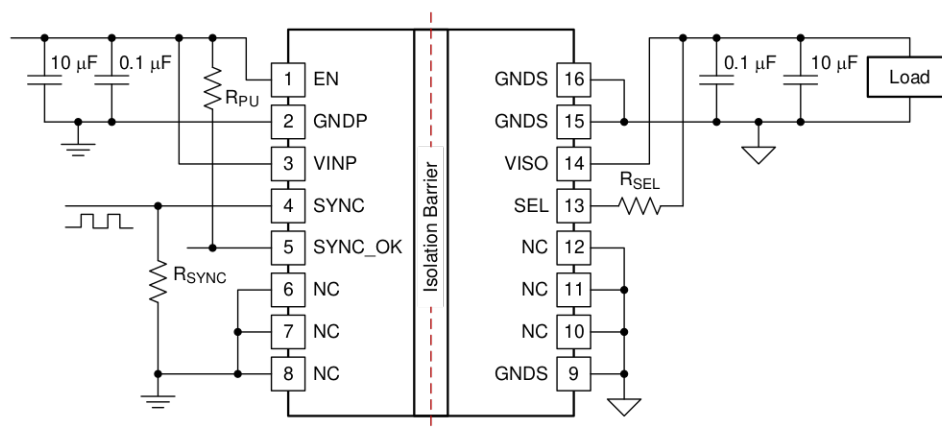 10 μF
0.1 μF
RPU
1 EN
2 GNDP
3 VINP
4 SYNC
5 SYNC_OK
6 NC
7 NC
8 NC
RSYNC
Isolation Barrier
GNDS 16
GNDS 15
VISO 14
SEL 13
NC 12
NC 11
NC 10
GNDS 9
RSEL
0.1 μF
10 μF
Load